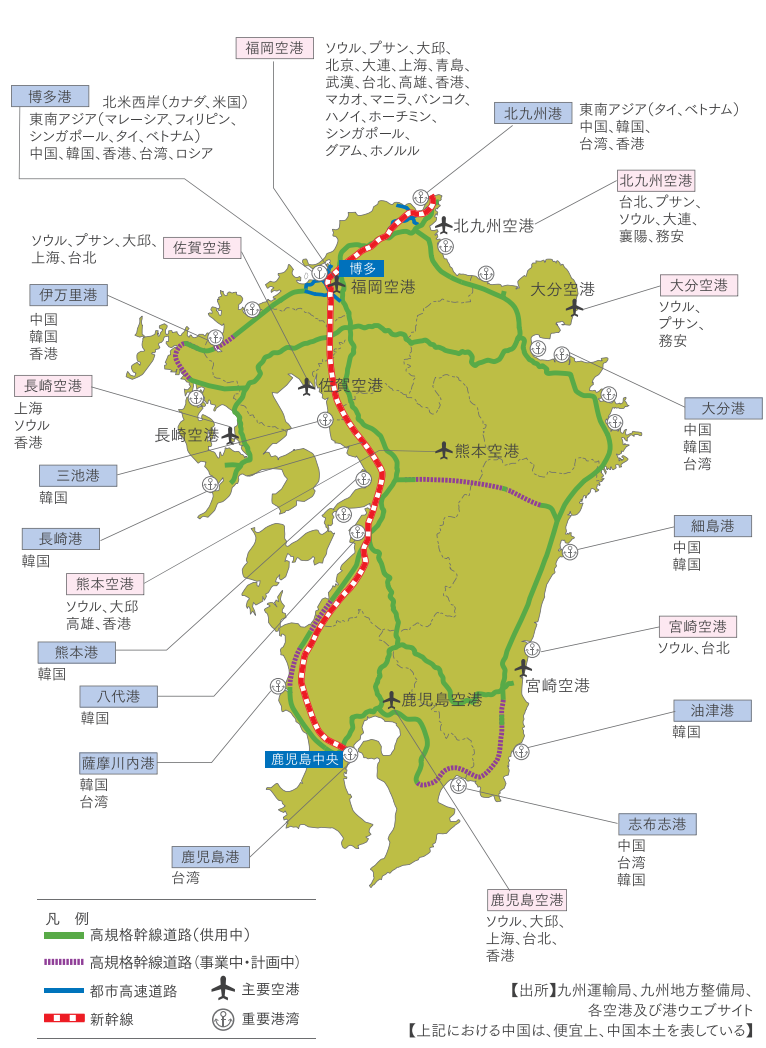 福岡空港
ソウル、プサン、大邱、
北京、大連、上海、青島、
武漢、台北、高雄、香港、
マカオ、マニラ、バンコク、
ハノイ、ホーチミン、
シンガポール、
グアム、ホノルル
博多港
北米西岸（カナダ、米国）
東南アジア（マレーシア、フィリピン、
シンガポール、タイ、ベトナム）
中国、韓国、香港、台湾、ロシア
北九州港
東南アジア（タイ、ベトナム）
中国、韓国、
台湾、香港
北九州空港
台北、プサン、
ソウル、大連、
襄陽、務安
北九州空港
ソウル、プサン、大邱、
上海、台北
佐賀空港
博多
福岡空港
大分空港
大分空港
ソウル、
プサン、
務安
伊万里港
中国
韓国
香港
長崎空港
上海
ソウル
香港
佐賀空港
長崎空港
大分港
中国
韓国
台湾
熊本空港
三池港
韓国
長崎港
韓国
細島港
中国
韓国
熊本空港
ソウル、大邱
高雄、香港
熊本港
韓国
宮崎空港
ソウル、台北
宮崎空港
八代港
韓国
鹿児島空港
油津港
韓国
薩摩川内港
韓国
台湾
鹿児島中央
志布志港
中国
台湾
韓国
鹿児島港
台湾
鹿児島空港
ソウル、大邱、
上海、台北、
香港
凡 例
高規格幹線道路（供用中）
高規格幹線道路（事業中・計画中）
都市高速道路
主要空港
新幹線
重要港湾
【出所】九州運輸局、九州地方整備局、
各空港及び港ウエブサイト
【上記における中国は、便宜上、中国本土を表している】